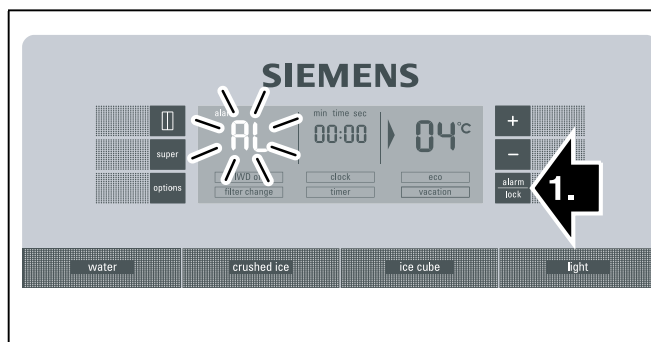 SIEMENS
min time sec
AL 00:00 04°C
+
super
−
options
clock eco
alarm
lock
filter change timer vacation
1.
water crushed ice ice cube light